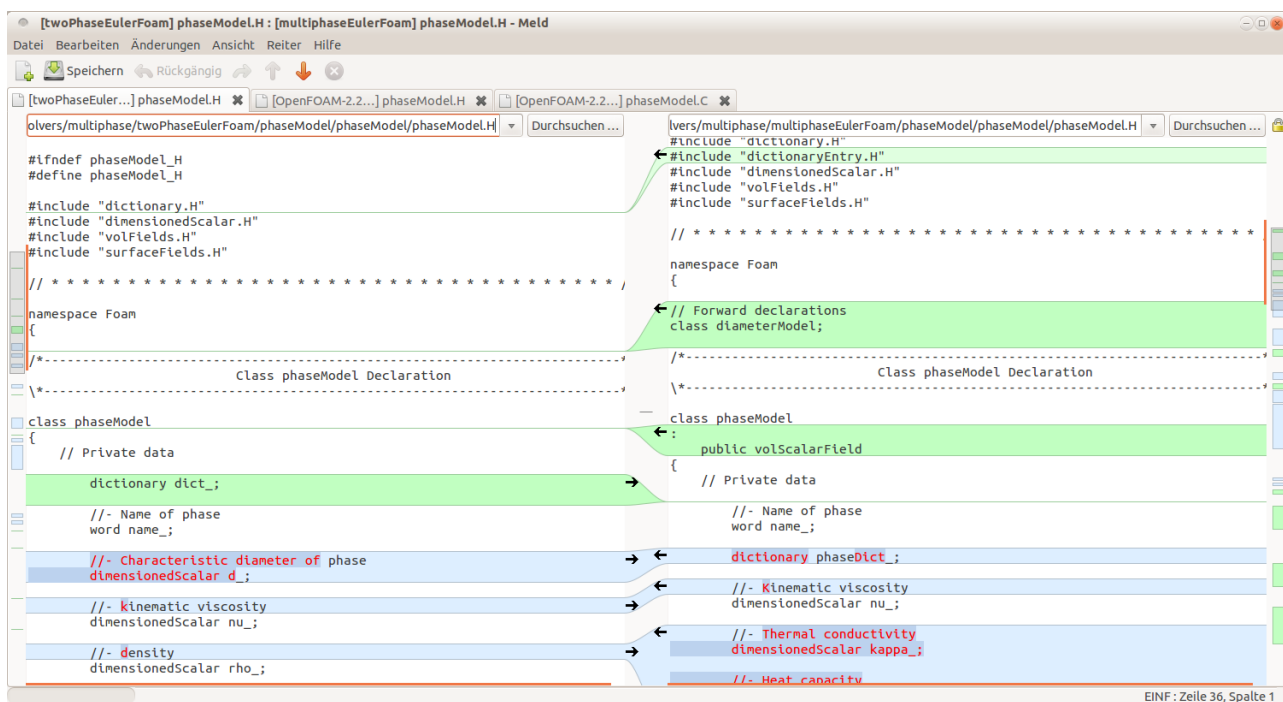 [twoPhaseEulerFoam] phaseModel.H : [multiphaseEulerFoam] phaseModel.H - Meld
Datei Bearbeiten Änderungen Ansicht Reiter Hilfe
Speichern Rückgängig
[twoPhaseEuler...] phaseModel.H [OpenFOAM-2.2...] phaseModel.H [OpenFOAM-2.2...] phaseModel.C
olvers/multiphase/twoPhaseEulerFoam/phaseModel/phaseModel/phaseModel.H Durchsuchen ...
#ifndef phaseModel_H
#define phaseModel_H
#include "dictionary.H"
#include "dimensionedScalar.H"
#include "volFields.H"
#include "surfaceFields.H"
// * * * * * * * * * * * * * * * * * * * * * * * * * * * * * * * * * * * * * /
namespace Foam
{
/*---------------------------------------------------------------------------*
Class phaseModel Declaration
\*---------------------------------------------------------------------------*
class phaseModel
{
// Private data
dictionary dict_;
//- Name of phase
word name_;
//- Characteristic diameter of phase
dimensionedScalar d_;
//- kinematic viscosity
dimensionedScalar nu_;
//- density
dimensionedScalar rho_;
lvers/multiphase/multiphaseEulerFoam/phaseModel/phaseModel/phaseModel.H Durchsuchen ...
#include "dictionary.H"
#include "dictionaryEntry.H"
#include "dimensionedScalar.H"
#include "volFields.H"
#include "surfaceFields.H"
// * * * * * * * * * * * * * * * * * * * * * * * * * * * * * * * * * * * * *
namespace Foam
{
// Forward declarations
class diameterModel;
/*---------------------------------------------------------------------------*
Class phaseModel Declaration
\*---------------------------------------------------------------------------*
class phaseModel
:
public volScalarField
{
// Private data
//- Name of phase
word name_;
dictionary phaseDict_;
//- Kinematic viscosity
dimensionedScalar nu_;
//- Thermal conductivity
dimensionedScalar kappa_;
//- Heat capacity
EINF : Zeile 36, Spalte 1